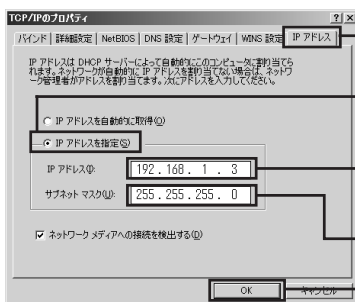 TCP/IPのプロパティ
バインド 詳細設定 NetBIOS DNS 設定 ゲートウェイ WINS 設定 IP アドレス
IP アドレスは DHCP サーバーによって自動的にこのコンピュータに割り当てら
れます。ネットワークが自動的に IP アドレスを割り当てない場合は、ネットワ
ーク管理者がアドレスを割り当てます。次にアドレスを入力してください。
IP アドレスを自動的に取得(O)
IP アドレスを指定(S)
IP アドレス(I): 192.168. 1 . 3
サブネット マスク(U): 255.255.255. 0
ネットワーク メディアへの接続を検出する(D)
OK キャンセル